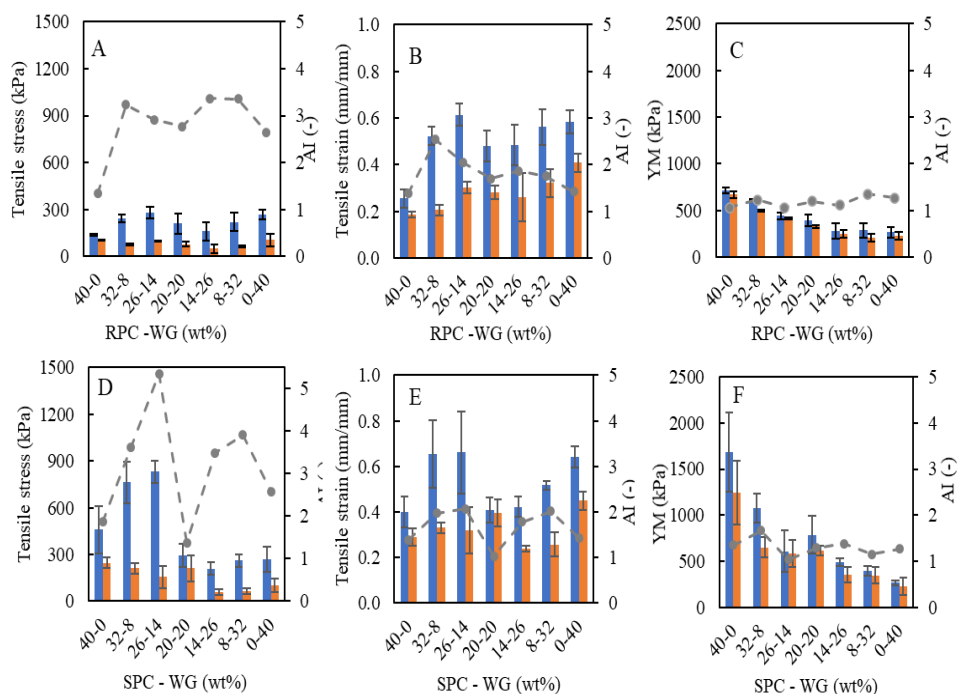 A
Tensile stress (kPa)
1500
1200
900
600
300
0
5
4
3
2
1
0
AI (-)
40-0 32-8 26-14 20-20 14-26 8-32 0-40
RPC -WG (wt%)
B
Tensile strain (mm/mm)
1.0
0.8
0.6
0.4
0.2
0.0
5
4
3
2
1
0
AI (-)
40-0 32-8 26-14 20-20 14-26 8-32 0-40
RPC -WG (wt%)
C
YM (kPa)
2500
2000
1500
1000
500
0
5
4
3
2
1
0
AI (-)
40-0 32-8 26-14 20-20 14-26 8-32 0-40
RPC -WG (wt%)
D
Tensile stress (kPa)
1500
1200
900
600
300
0
5
4
3
2
1
0
40-0 32-8 26-14 20-20 14-26 8-32 0-40
SPC - WG (wt%)
E
Tensile strain (mm/mm)
1.0
0.8
0.6
0.4
0.2
0.0
5
4
3
2
1
0
AI (-)
40-0 32-8 26-14 20-20 14-26 8-32 0-40
SPC - WG (wt%)
F
YM (kPa)
2500
2000
1500
1000
500
0
5
4
3
2
1
0
AI (-)
40-0 32-8 26-14 20-20 14-26 8-32 0-40
SPC - WG (wt%)